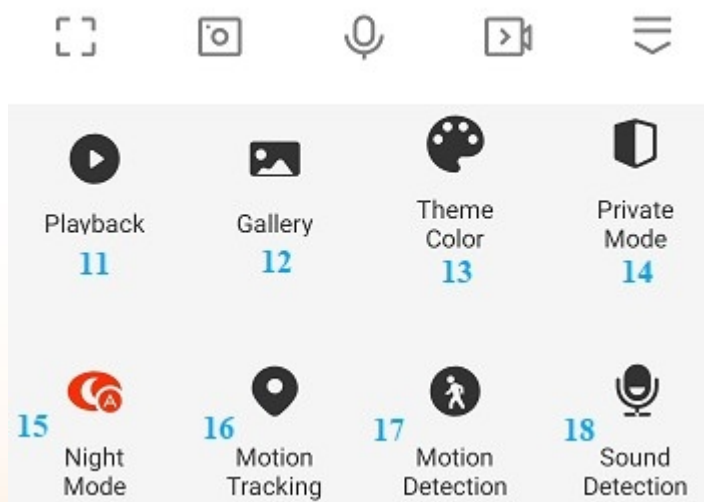 Playback
Gallery
Theme
Color
Private
Mode
11
12
13
14
A
15
16
17
18
Night
Mode
Motion
Tracking
Motion
Detection
Sound
Detection